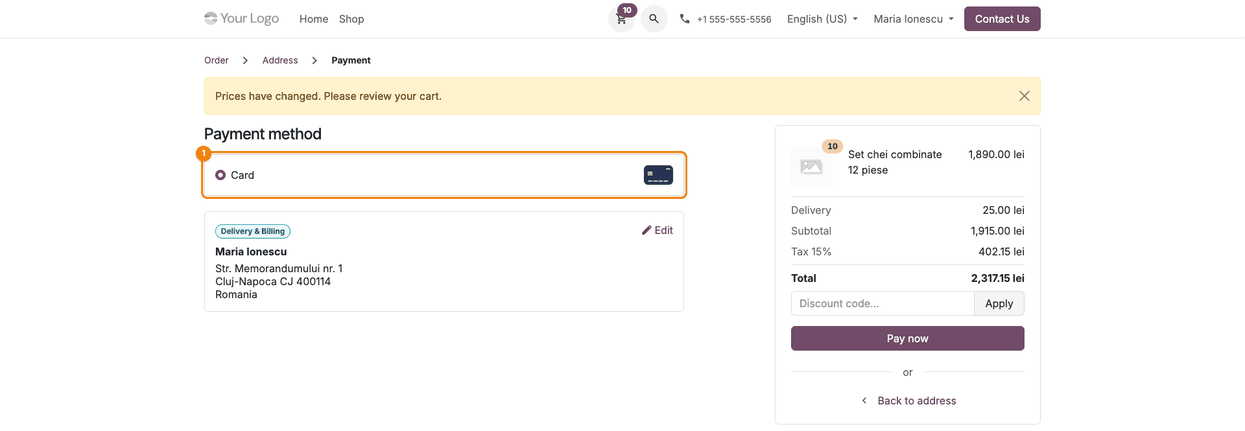 Your Logo
Home Shop
10
+1 555-555-5556
English (US)
Maria Ionescu
Contact Us
Order > Address > Payment
Prices have changed. Please review your cart.
Payment method
1
Card
Delivery & Billing
Edit
Maria Ionescu
Str. Memorandumului nr. 1
Cluj-Napoca CJ 400114
Romania
10
Set chei combinate 1,890.00 lei
12 piese
Delivery 25.00 lei
Subtotal 1,915.00 lei
Tax 15% 402.15 lei
Total 2,317.15 lei
Discount code... Apply
Pay now
or
< Back to address